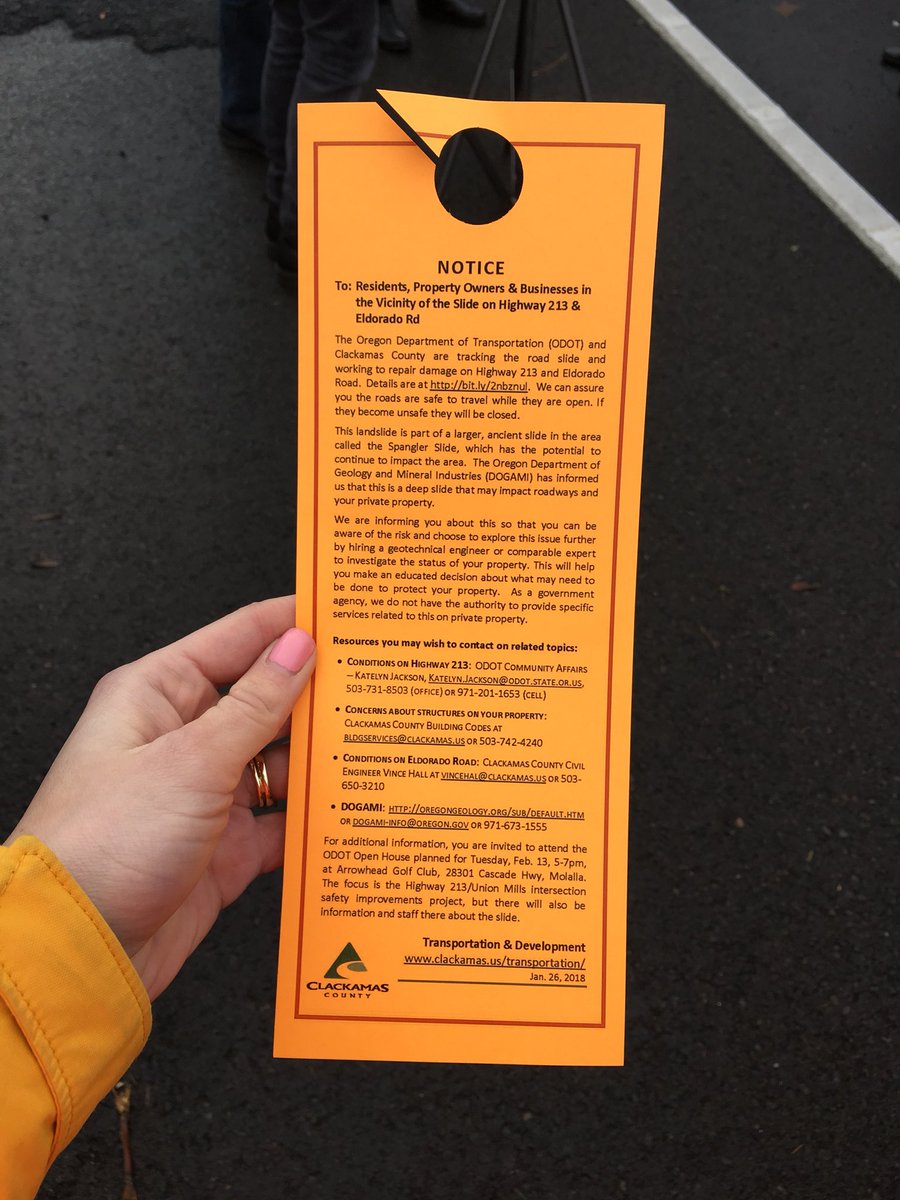 NOTICE
To: Residents, Property Owners & Businesses in
the Vicinity of the Slide on Highway 213 &
Eldorado Rd
The Oregon Department of Transportation (ODOT) and
Clackamas County are tracking the road slide and
working to repair damage on Highway 213 and Eldorado
Road. Details are at http://bit.ly/2nbznul. We can assure
you the roads are safe to travel while they are open. If
they become unsafe they will be closed.
This landslide is part of a larger, ancient slide in the area
called the Spangler Slide, which has the potential to
continue to impact the area. The Oregon Department of
Geology and Mineral Industries (DOGAMI) has informed
us that this is a deep slide that may impact roadways and
your private property.
We are informing you about this so that you can be
aware of the risk and choose to explore this issue further
by hiring a geotechnical engineer or comparable expert
to investigate the status of your property. This will help
you make an educated decision about what may need to
be done to protect your property. As a government
agency, we do not have the authority to provide specific
services related to this on private property.
Resources you may wish to contact on related topics:
• CONDITIONS ON HIGHWAY 213: ODOT COMMUNITY AFFAIRS
– KATELYN JACKSON, KATELYN.JACKSON@ODOT.STATE.OR.US,
503-731-8503 (OFFICE) OR 971-201-1653 (CELL)
• CONCERNS ABOUT STRUCTURES ON YOUR PROPERTY:
CLACKAMAS COUNTY BUILDING CODES AT
BLDGSERVICES@CLACKAMAS.US OR 503-742-4240
• CONDITIONS ON ELDORADO ROAD: CLACKAMAS COUNTY CIVIL
ENGINEER VINCE HALL AT VINCEHAL@CLACKAMAS.US OR 503-
650-3210
• DOGAMI: HTTP://OREGONGEOLOGY.ORG/SUB/DEFAULT.HTM
OR DOGAMI-INFO@OREGON.GOV OR 971-673-1555
For additional information, you are invited to attend the
ODOT Open House planned for Tuesday, Feb. 13, 5-7pm,
at Arrowhead Golf Club, 28301 Cascade Hwy, Molalla.
The focus is the Highway 213/Union Mills intersection
safety improvements project, but there will also be
information and staff there about the slide.
Transportation & Development
www.clackamas.us/transportation/
Jan. 26, 2018
CLACKAMAS
COUNTY